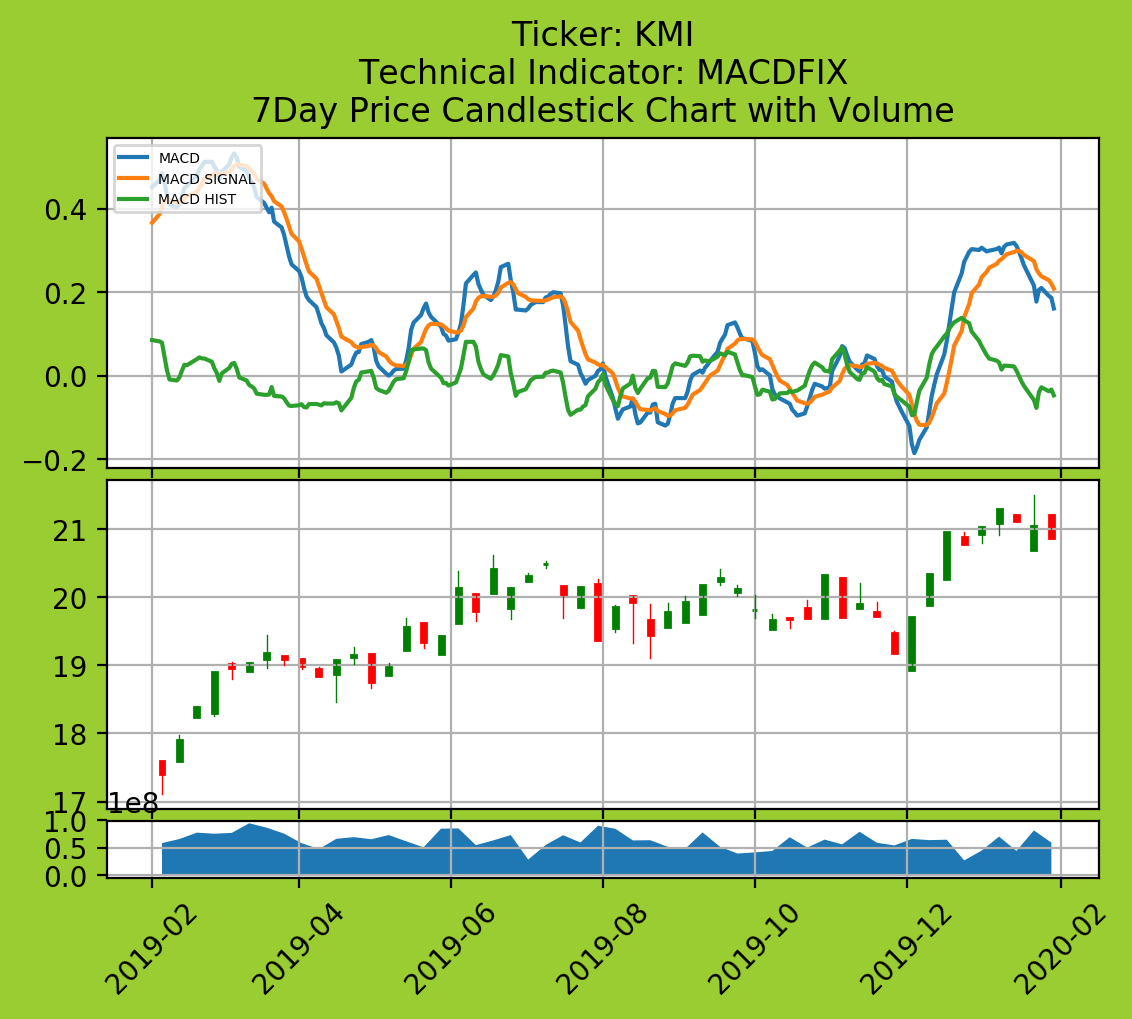 Ticker: KMI
Technical Indicator: MACDFIX
7Day Price Candlestick Chart with Volume
MACD
MACD SIGNAL
MACD HIST
0.4
0.2
0.0
−0.2
21
20
19
18
17
1e8
1.0
0.5
0.0
2019-02
2019-04
2019-06
2019-08
2019-10
2019-12
2020-02